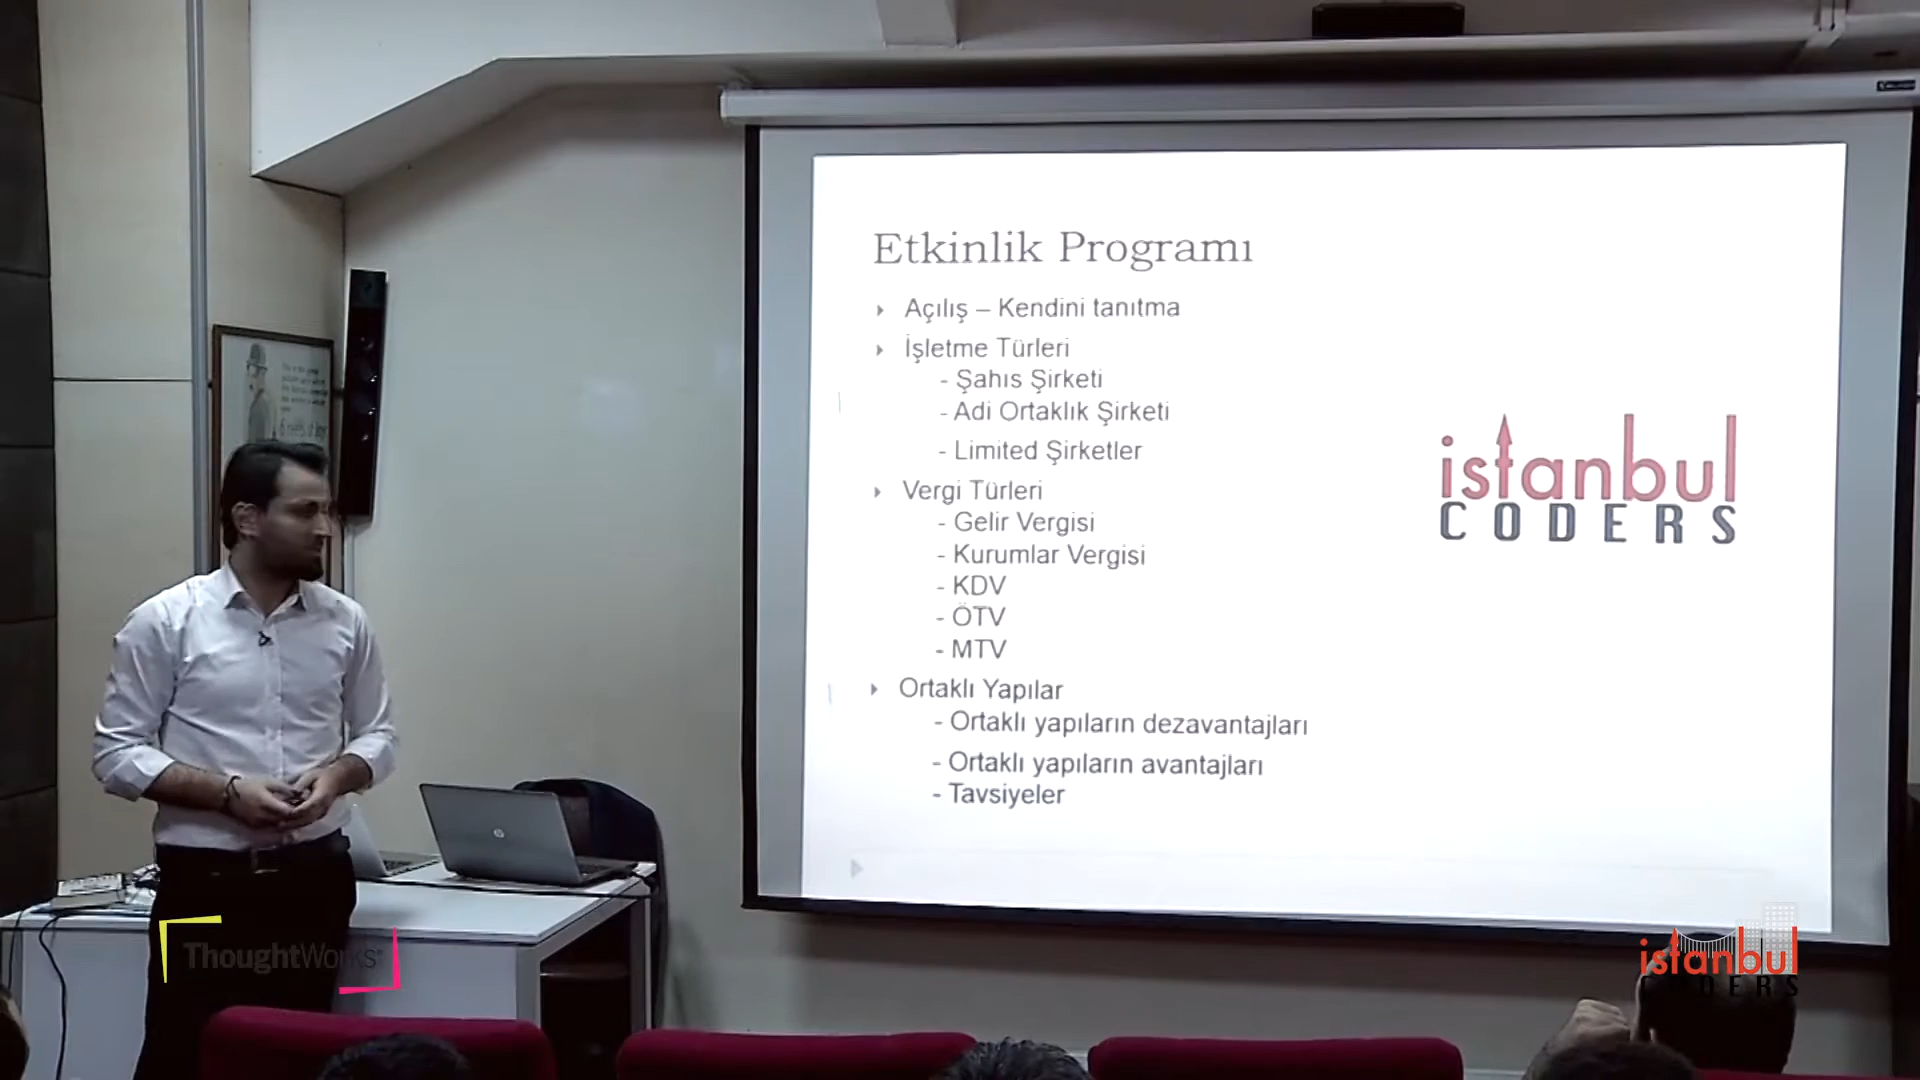 Etkinlik Programı
Açılış – Kendini tanıtma
İşletme Türleri
- Şahıs Şirketi
- Adi Ortaklık Şirketi
- Limited Şirketler
Vergi Türleri
- Gelir Vergisi
- Kurumlar Vergisi
- KDV
- ÖTV
- MTV
Ortaklı Yapılar
- Ortaklı yapıların dezavantajları
- Ortaklı yapıların avantajları
- Tavsiyeler
istanbul
CODERS
hp
ThoughtWorks
istanbul
CODERS